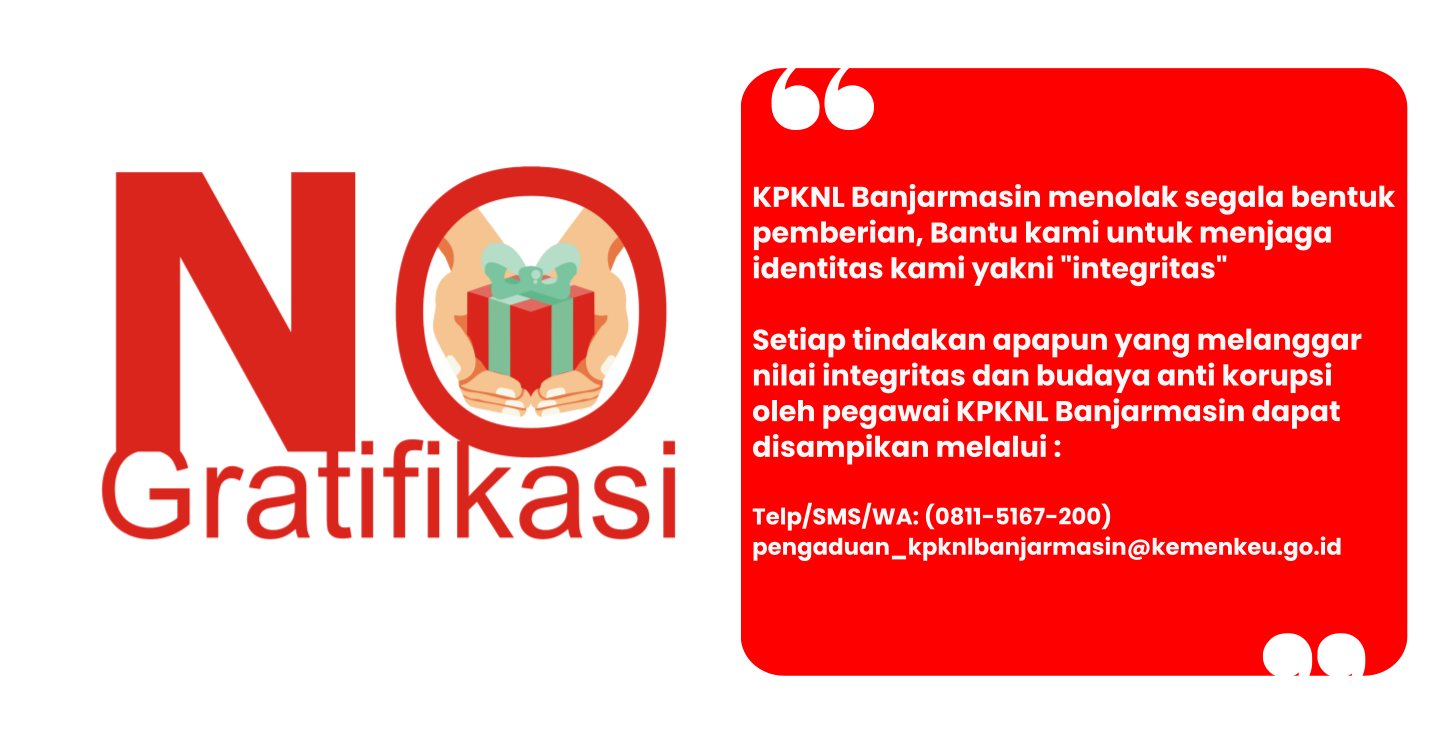 NO
Gratifikasi
KPKNL Banjarmasin menolak segala bentuk
pemberian, Bantu kami untuk menjaga
identitas kami yakni "integritas"
Setiap tindakan apapun yang melanggar
nilai integritas dan budaya anti korupsi
oleh pegawai KPKNL Banjarmasin dapat
disampikan melalui :
Telp/SMS/WA: (0811-5167-200)
pengaduan_kpknlbanjarmasin@kemenkeu.go.id